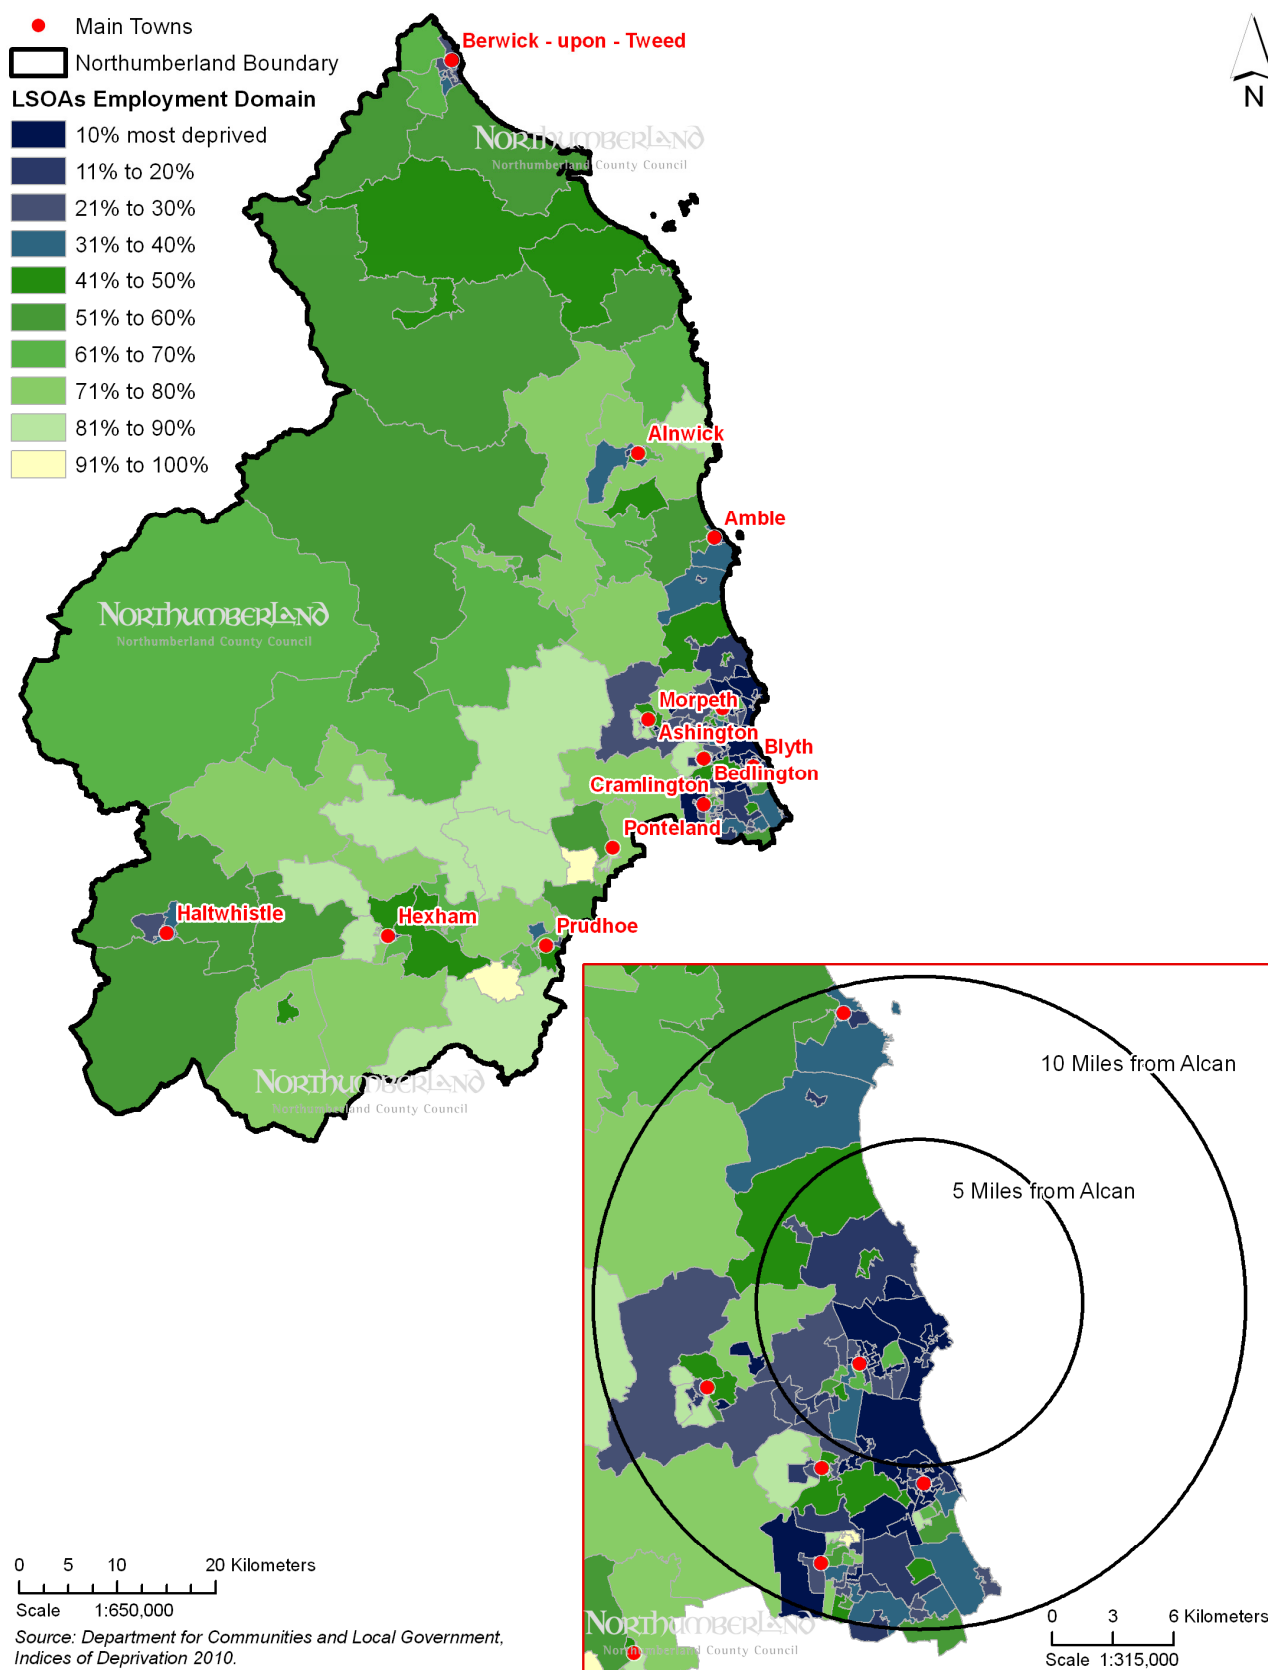 Main Towns
Northumberland Boundary
LSOAs Employment Domain
10% most deprived
11% to 20%
21% to 30%
31% to 40%
41% to 50%
51% to 60%
61% to 70%
71% to 80%
81% to 90%
91% to 100%
N
Berwick - upon - Tweed
NORTHUMBERLAND
Northumberland County Council
Alnwick
Amble
NORTHUMBERLAND
Northumberland County Council
Morpeth
Ashington
Blyth
Bedlington
Cramlington
Ponteland
Haltwhistle
Hexham
Prudhoe
NORTHUMBERLAND
Northumberland County Council
10 Miles from Alcan
5 Miles from Alcan
NORTHUMBERLAND
Northumberland County Council
0 3 6 Kilometers
Scale 1:315,000
0 5 10 20 Kilometers
Scale 1:650,000
Source: Department for Communities and Local Government,
Indices of Deprivation 2010.